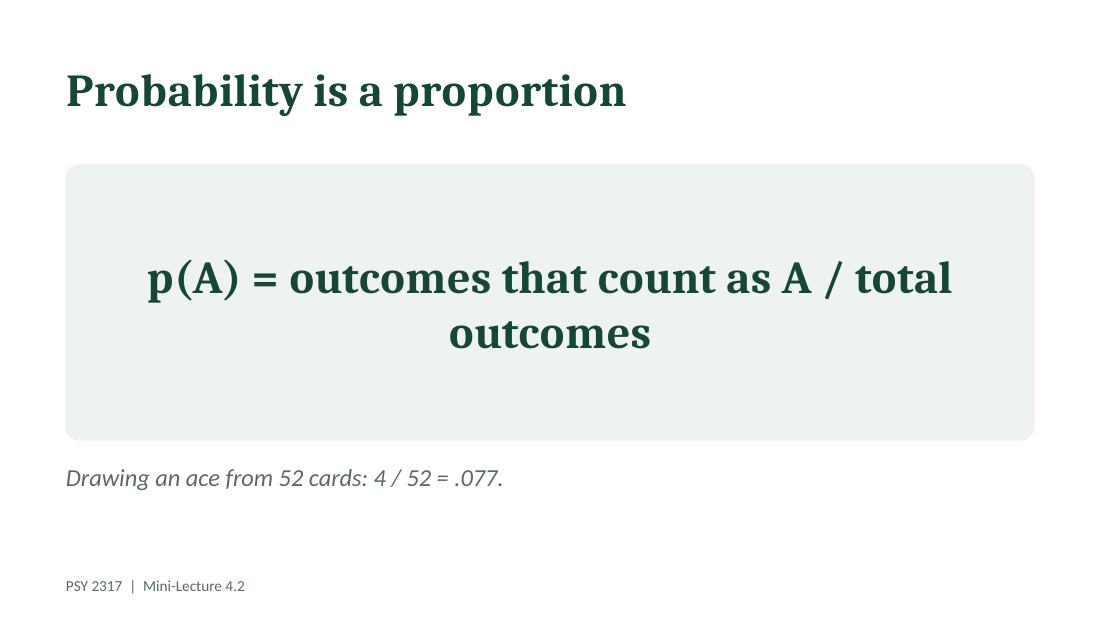 Probability is a proportion
p(A) = outcomes that count as A / total
outcomes
Drawing an ace from 52 cards: 4 / 52 = .077.
PSY 2317 | Mini-Lecture 4.2